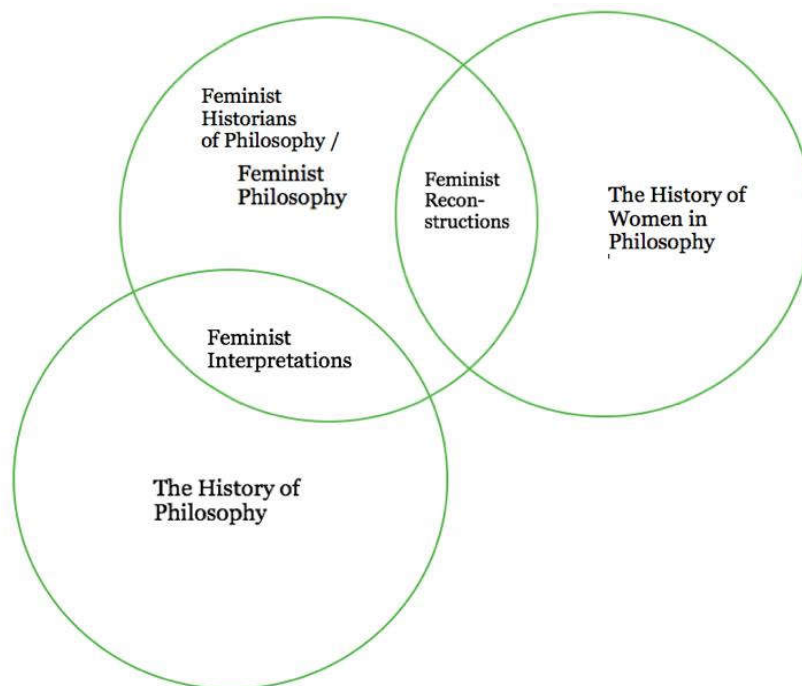 Feminist
Historians
of Philosophy /
Feminist
Philosophy
Feminist
Recon-
structions
The History of
Women in
Philosophy
Feminist
Interpretations
The History of
Philosophy